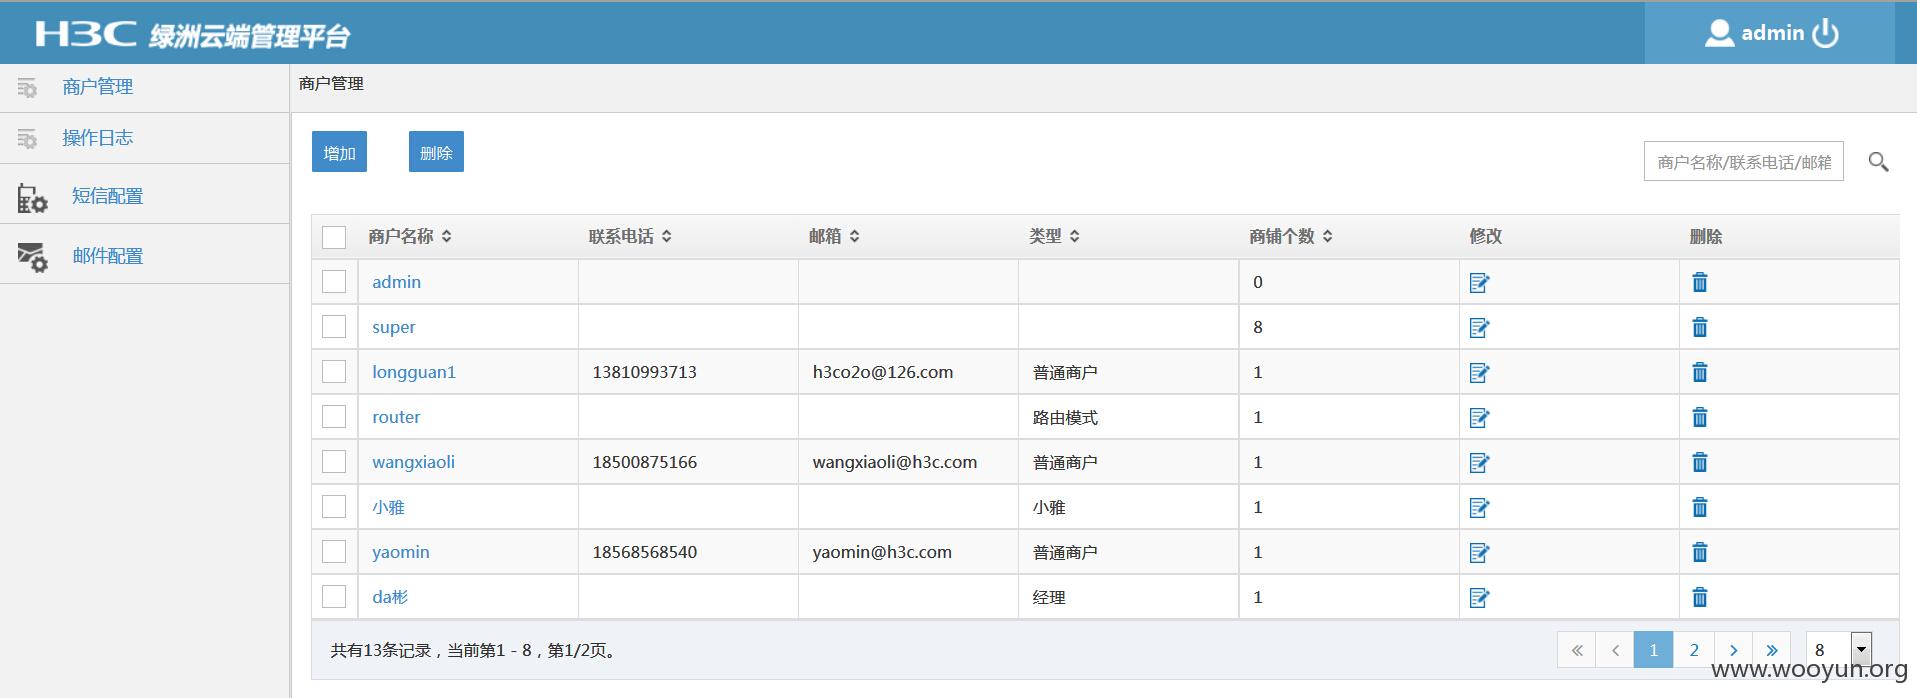 H3C 绿洲云端管理平台
admin
商户管理
操作日志
短信配置
邮件配置
商户管理
增加 删除
商户名称/联系电话/邮箱
商户名称 联系电话 邮箱 类型 商铺个数 修改 删除
admin 0
super 8
longguan1 13810993713 h3co2o@126.com 普通商户 1
router 路由模式 1
wangxiaoli 18500875166 wangxiaoli@h3c.com 普通商户 1
小雅 小雅 1
yaomin 18568568540 yaomin@h3c.com 普通商户 1
da彬 经理 1
共有13条记录，当前第1 - 8，第1/2页。
« ‹ 1 2 › » 8
www.wooyun.org